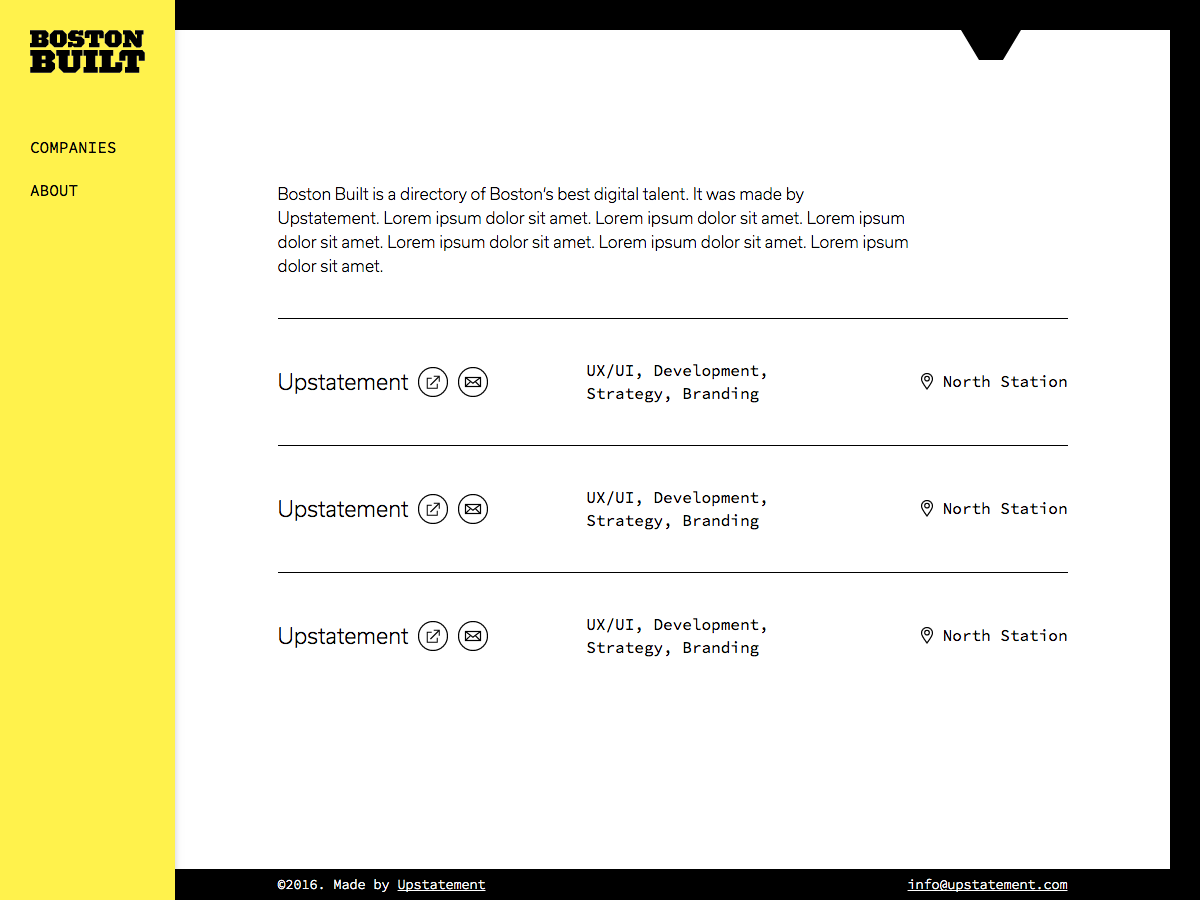 BOSTON
BUILT
COMPANIES
ABOUT
Boston Built is a directory of Boston's best digital talent. It was made by
Upstatement. Lorem ipsum dolor sit amet. Lorem ipsum dolor sit amet. Lorem ipsum
dolor sit amet. Lorem ipsum dolor sit amet. Lorem ipsum dolor sit amet. Lorem ipsum
dolor sit amet.
Upstatement
UX/UI, Development,
Strategy, Branding
North Station
Upstatement
UX/UI, Development,
Strategy, Branding
North Station
Upstatement
UX/UI, Development,
Strategy, Branding
North Station
©2016. Made by Upstatement
info@upstatement.com